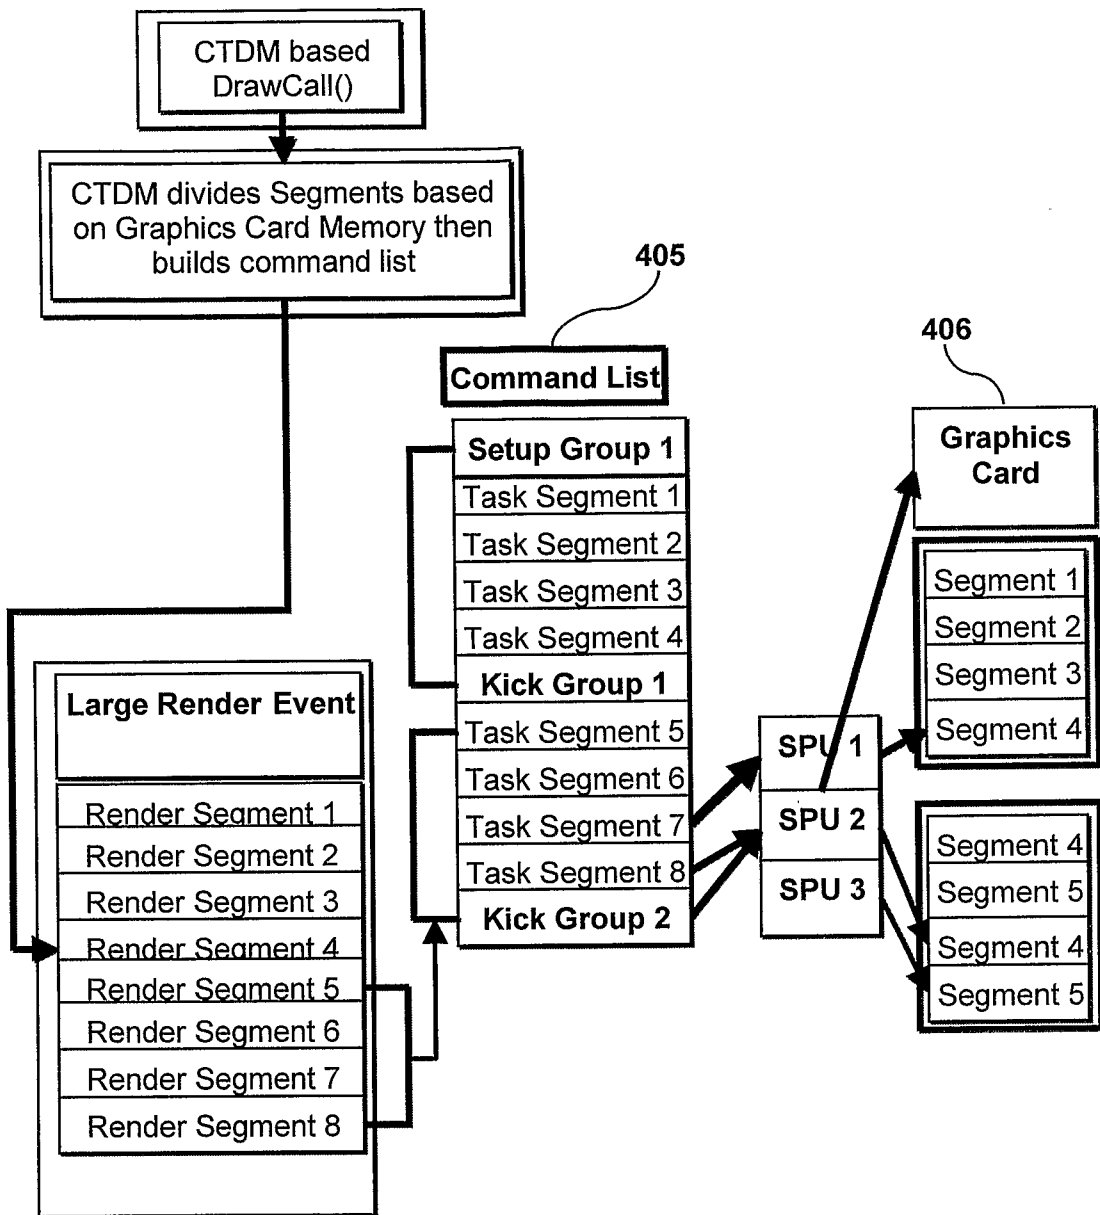 CTDM based
DrawCall()
CTDM divides Segments based
on Graphics Card Memory then
builds command list
405
406
Command List
Setup Group 1
Task Segment 1
Task Segment 2
Task Segment 3
Task Segment 4
Kick Group 1
Task Segment 5
Task Segment 6
Task Segment 7
Task Segment 8
Kick Group 2
Large Render Event
Render Segment 1
Render Segment 2
Render Segment 3
Render Segment 4
Render Segment 5
Render Segment 6
Render Segment 7
Render Segment 8
SPU 1
SPU 2
SPU 3
Graphics
Card
Segment 1
Segment 2
Segment 3
Segment 4
Segment 4
Segment 5
Segment 4
Segment 5